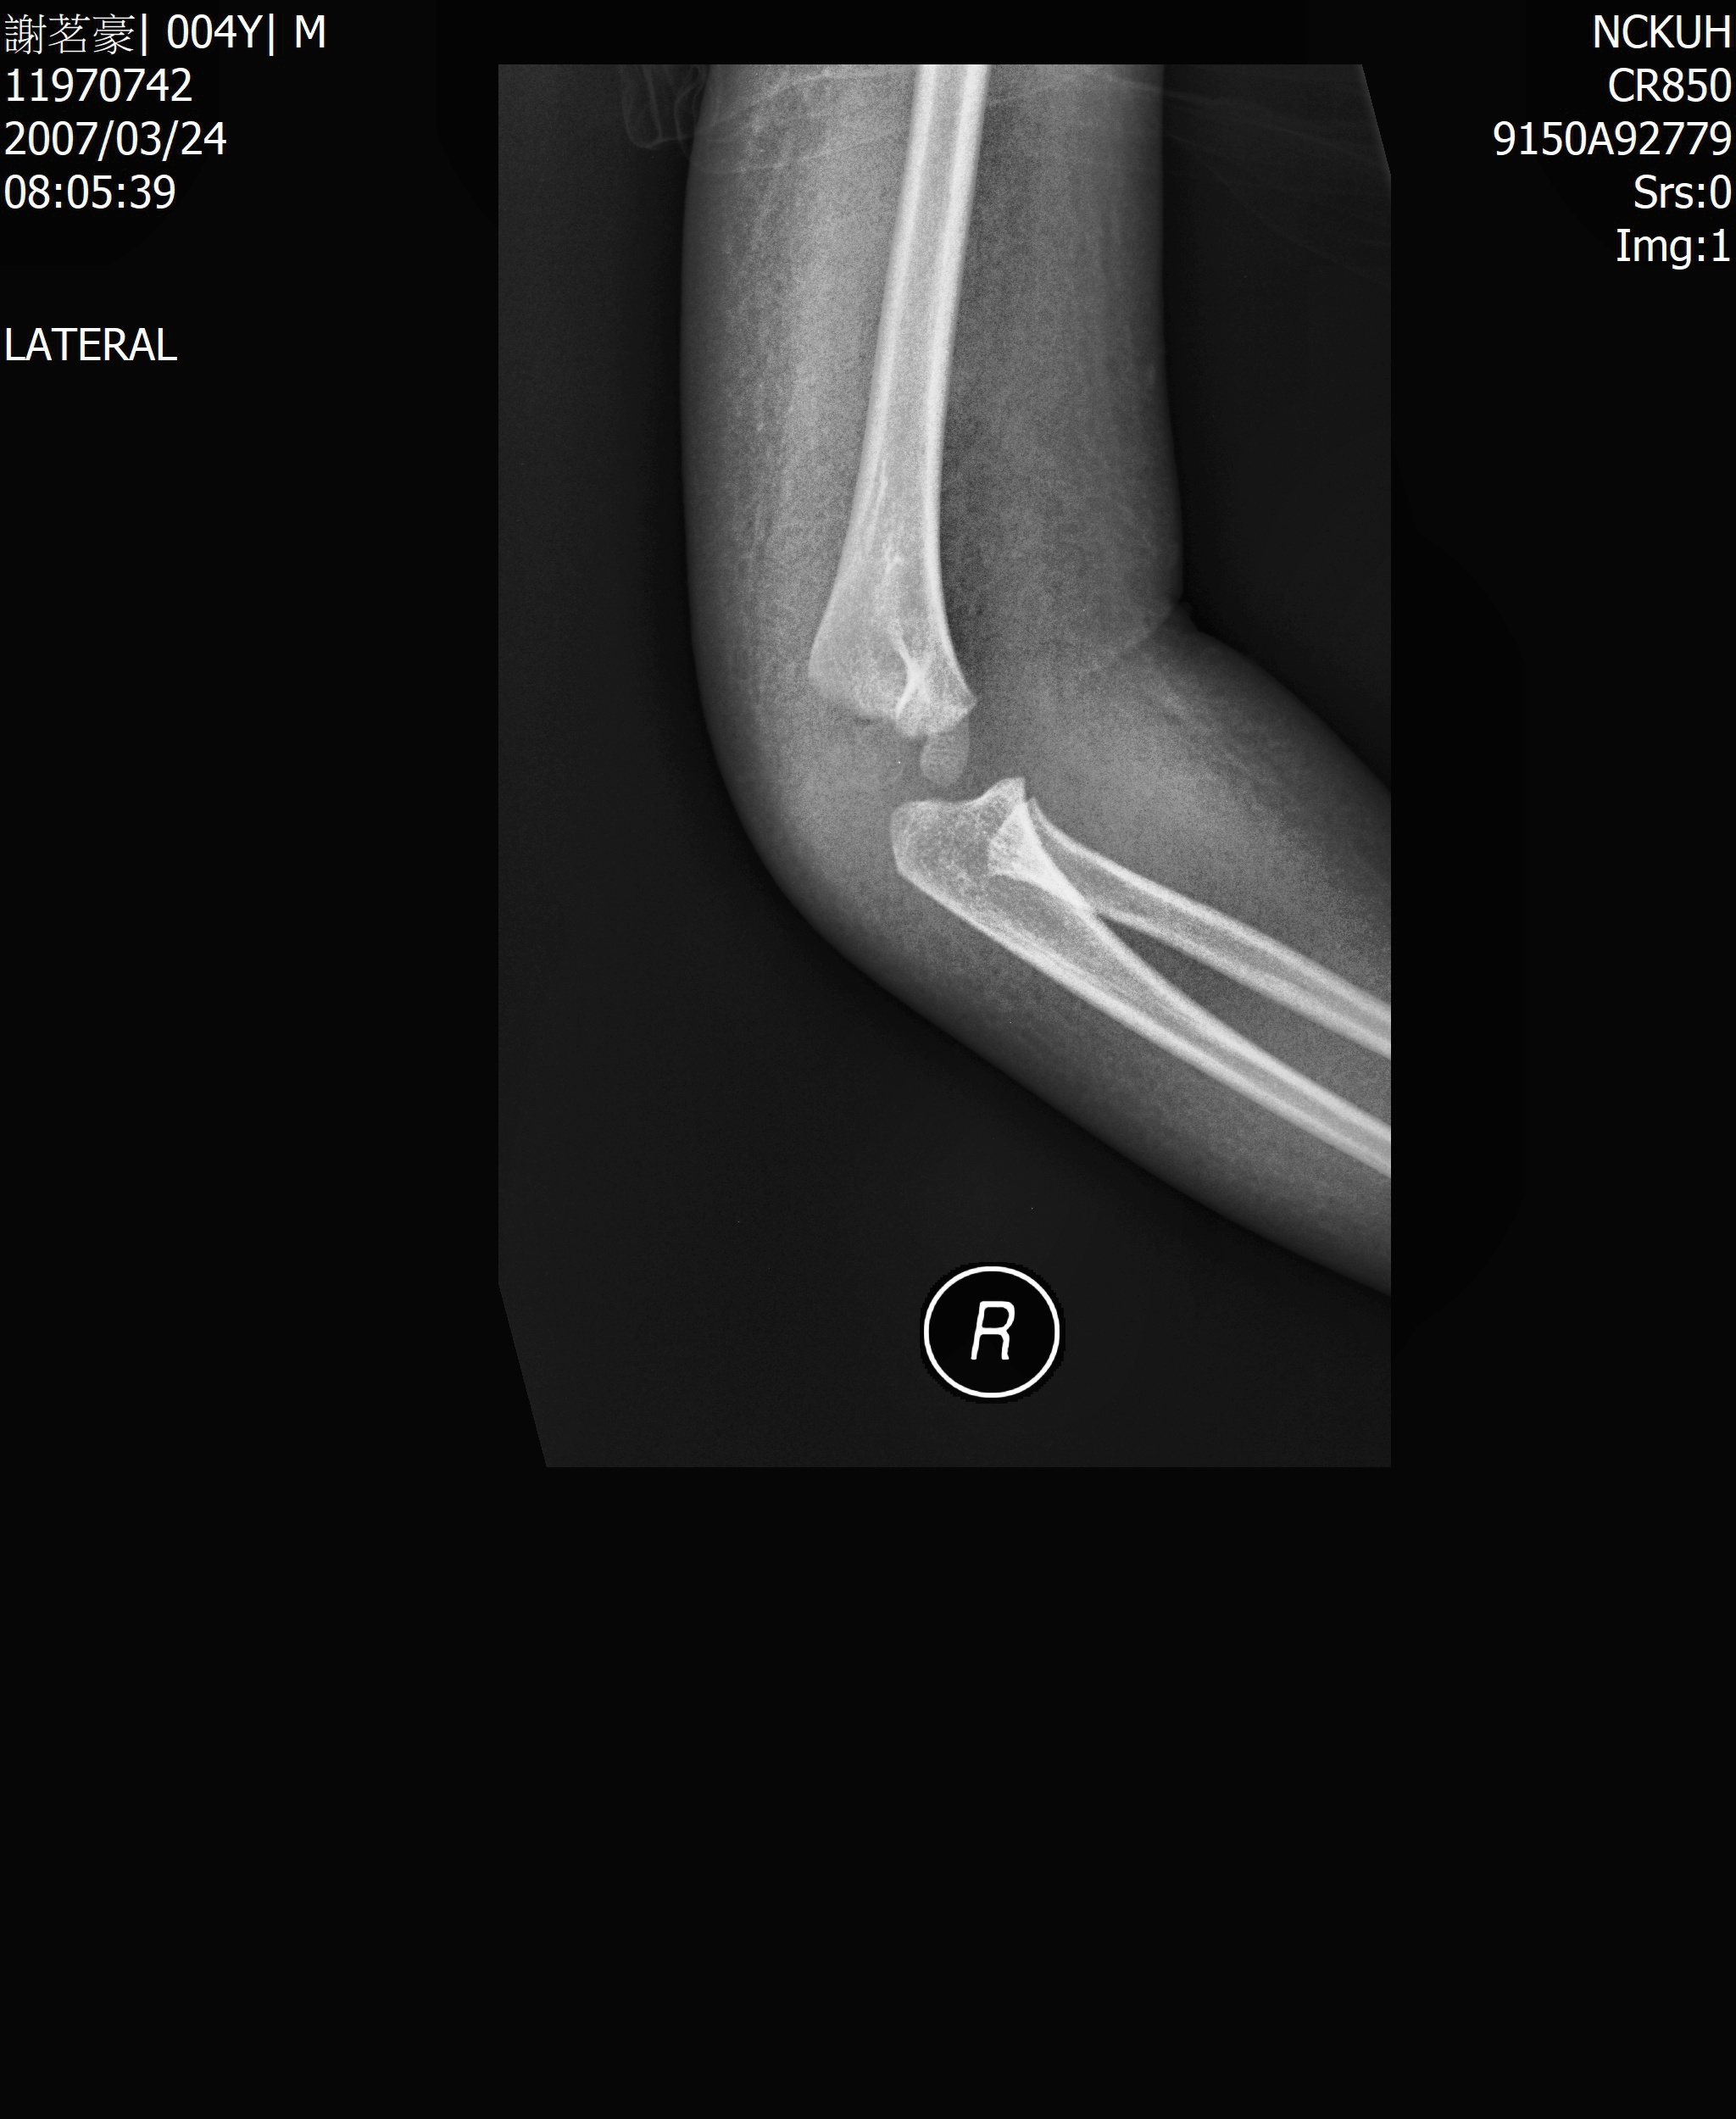 謝茗豪| 004Y| M
11970742
2007/03/24
08:05:39
LATERAL
NCKUH
CR850
9150A92779
Srs:0
Img:1
R